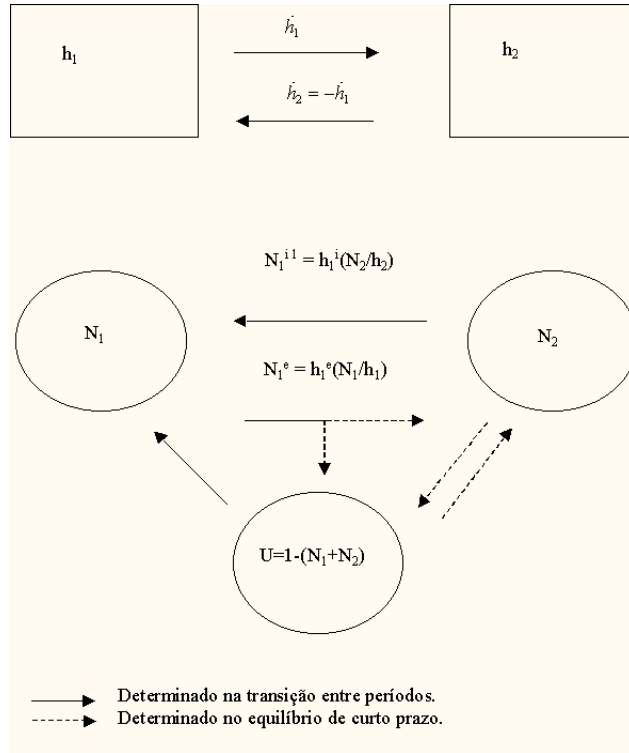 h₁
ḣ₁
h₂
ḣ₂ = −ḣ₁
N₁ⁱ¹ = h₁ⁱ(N₂/h₂)
N₁
N₂
N₁ᵉ = h₁ᵉ(N₁/h₁)
U=1-(N₁+N₂)
Determinado na transição entre períodos.
Determinado no equilíbrio de curto prazo.